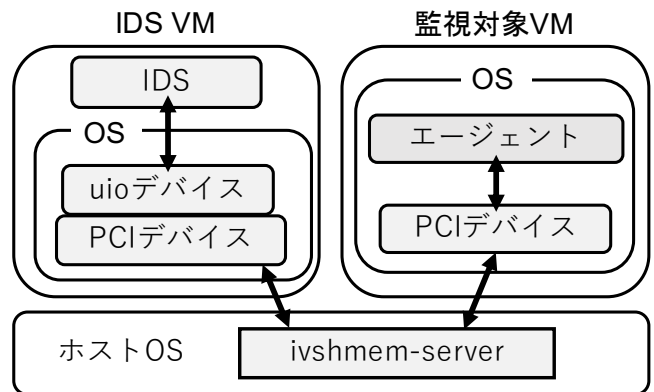 IDS VM
監視対象VM
IDS
OS
uioデバイス
PCIデバイス
OS
エージェント
PCIデバイス
ホストOS
ivshmem-server